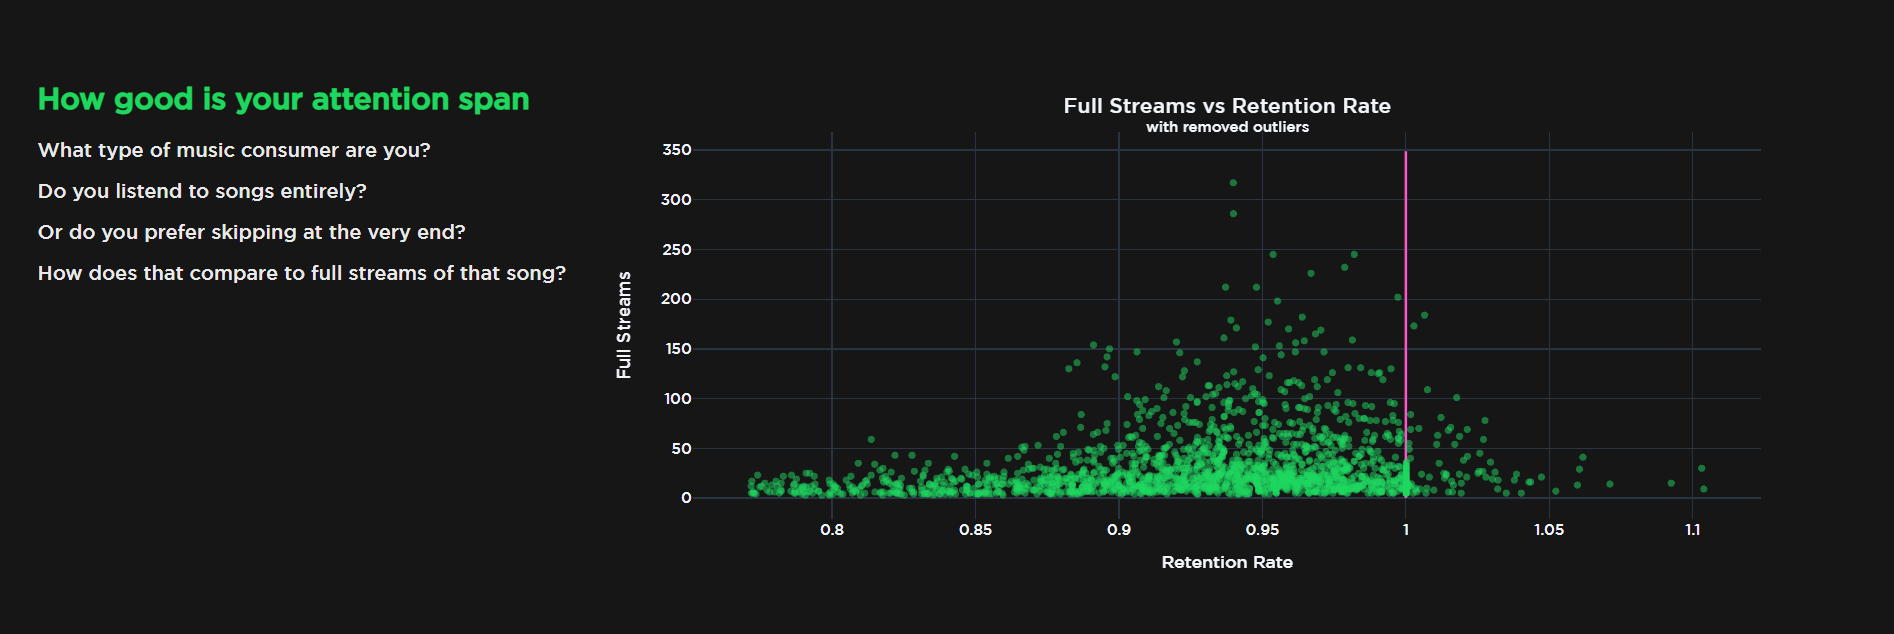 How good is your attention span
What type of music consumer are you?
Do you listend to songs entirely?
Or do you prefer skipping at the very end?
How does that compare to full streams of that song?
Full Streams vs Retention Rate
with removed outliers
350
300
250
200
150
100
50
0
Full Streams
0.8
0.85
0.9
0.95
1
1.05
1.1
Retention Rate